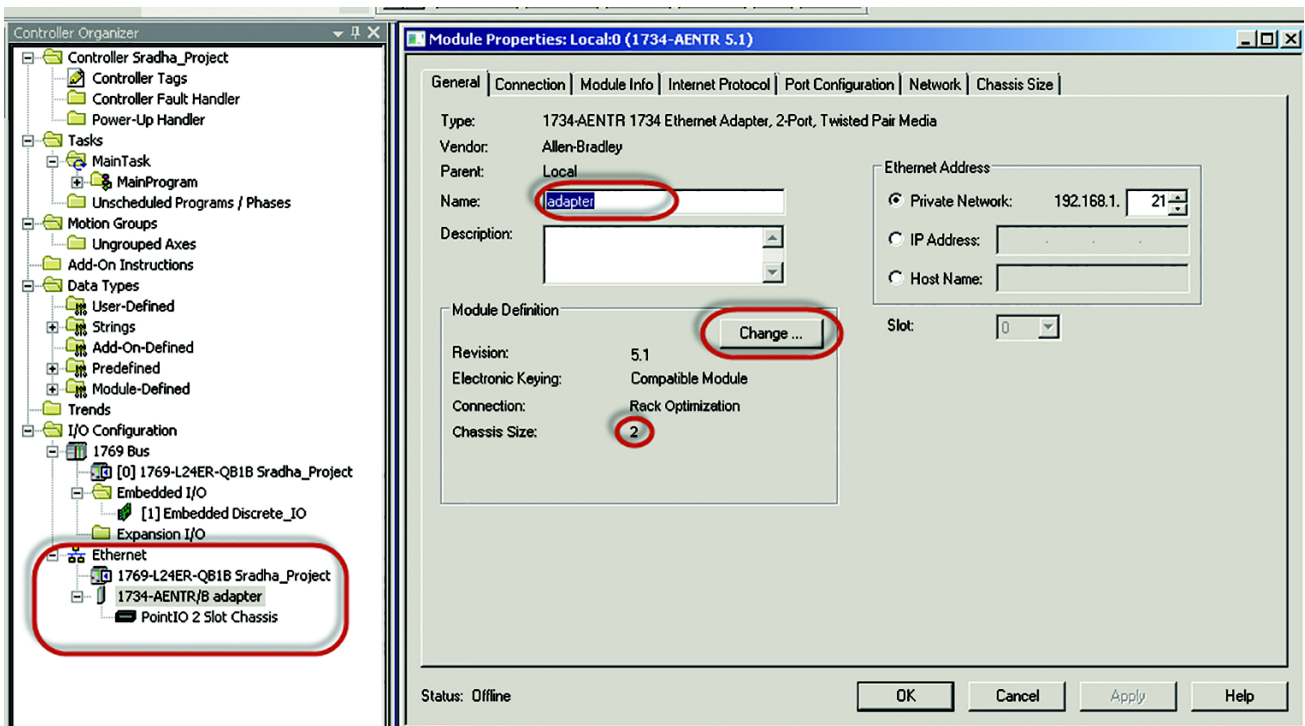 Controller Organizer
Controller Sradha_Project
Controller Tags
Controller Fault Handler
Power-Up Handler
Tasks
MainTask
MainProgram
Unscheduled Programs / Phases
Motion Groups
Ungrouped Axes
Add-On Instructions
Data Types
User-Defined
Strings
Add-On-Defined
Predefined
Module-Defined
Trends
I/O Configuration
1769 Bus
[0] 1769-L24ER-QB1B Sradha_Project
Embedded I/O
[1] Embedded Discrete_IO
Expansion I/O
Ethernet
1769-L24ER-QB1B Sradha_Project
1734-AENTR/B adapter
PointIO 2 Slot Chassis
Module Properties: Local:0 (1734-AENTR 5.1)
General Connection Module Info Internet Protocol Port Configuration Network Chassis Size
Type: 1734-AENTR 1734 Ethernet Adapter, 2-Port, Twisted Pair Media
Vendor: Allen-Bradley
Parent: Local
Name: adapter
Description:
Ethernet Address
Private Network: 192.168.1. 21
IP Address: . . .
Host Name:
Slot: 0
Module Definition
Change ...
Revision: 5.1
Electronic Keying: Compatible Module
Connection: Rack Optimization
Chassis Size: 2
Status: Offline
OK Cancel Apply Help